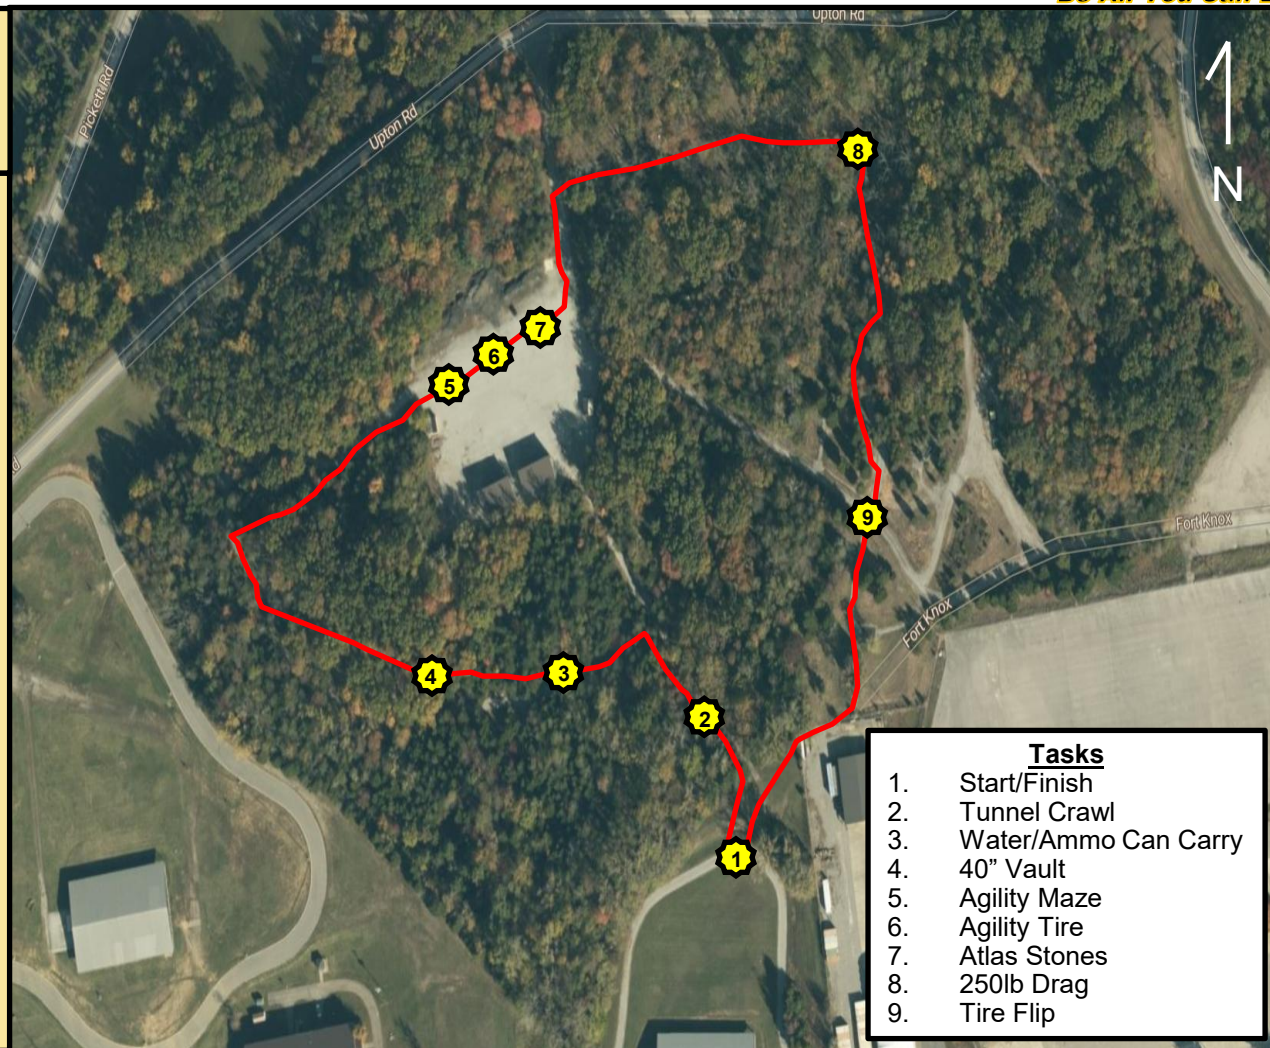 Upton Rd
Pickett Rd
Upton Rd
N
8
7
6
5
9
Fort Knox
Fort Knox
4
3
2
1
Tasks
1. Start/Finish
2. Tunnel Crawl
3. Water/Ammo Can Carry
4. 40” Vault
5. Agility Maze
6. Agility Tire
7. Atlas Stones
8. 250lb Drag
9. Tire Flip